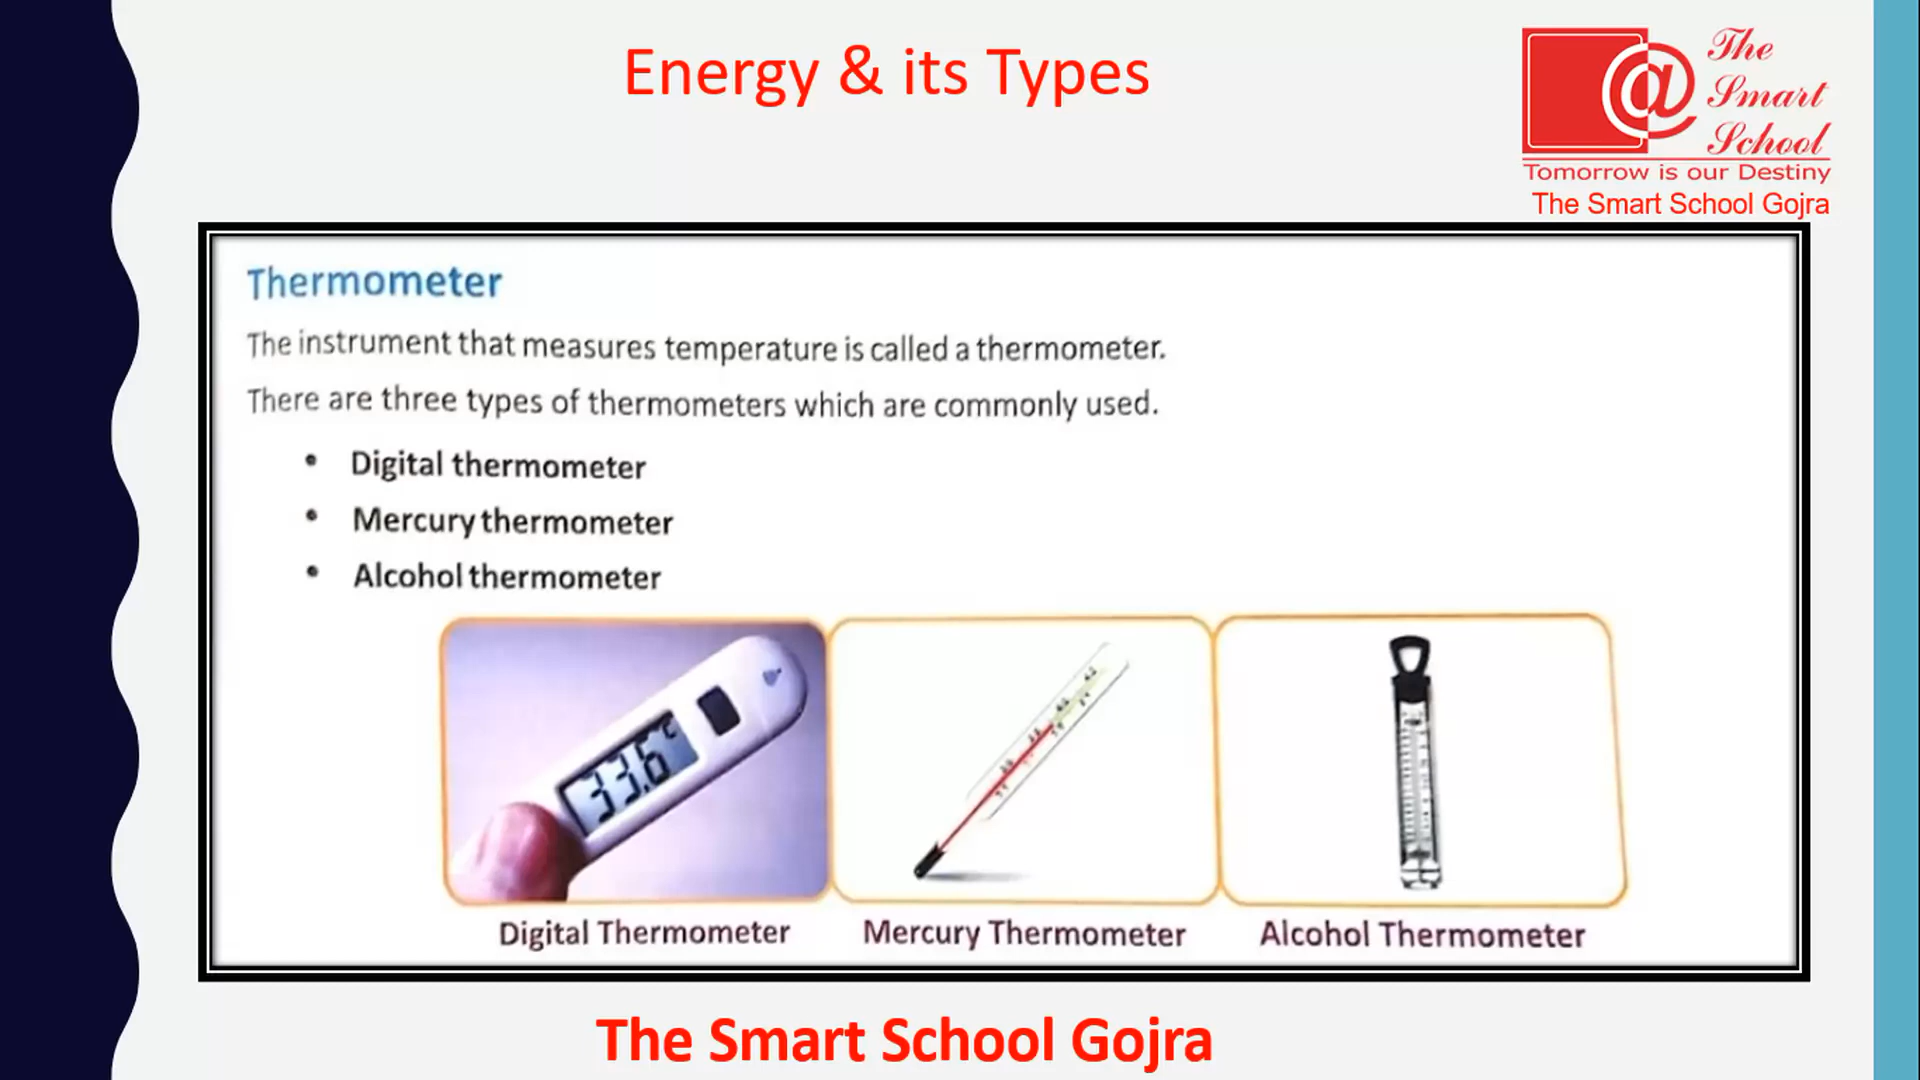 Energy & its Types
The
Smart
School
Tomorrow is our Destiny
The Smart School Gojra
Thermometer
The instrument that measures temperature is called a thermometer.
There are three types of thermometers which are commonly used.
• Digital thermometer
• Mercury thermometer
• Alcohol thermometer
33.6°C
Digital Thermometer
Mercury Thermometer
Alcohol Thermometer
The Smart School Gojra